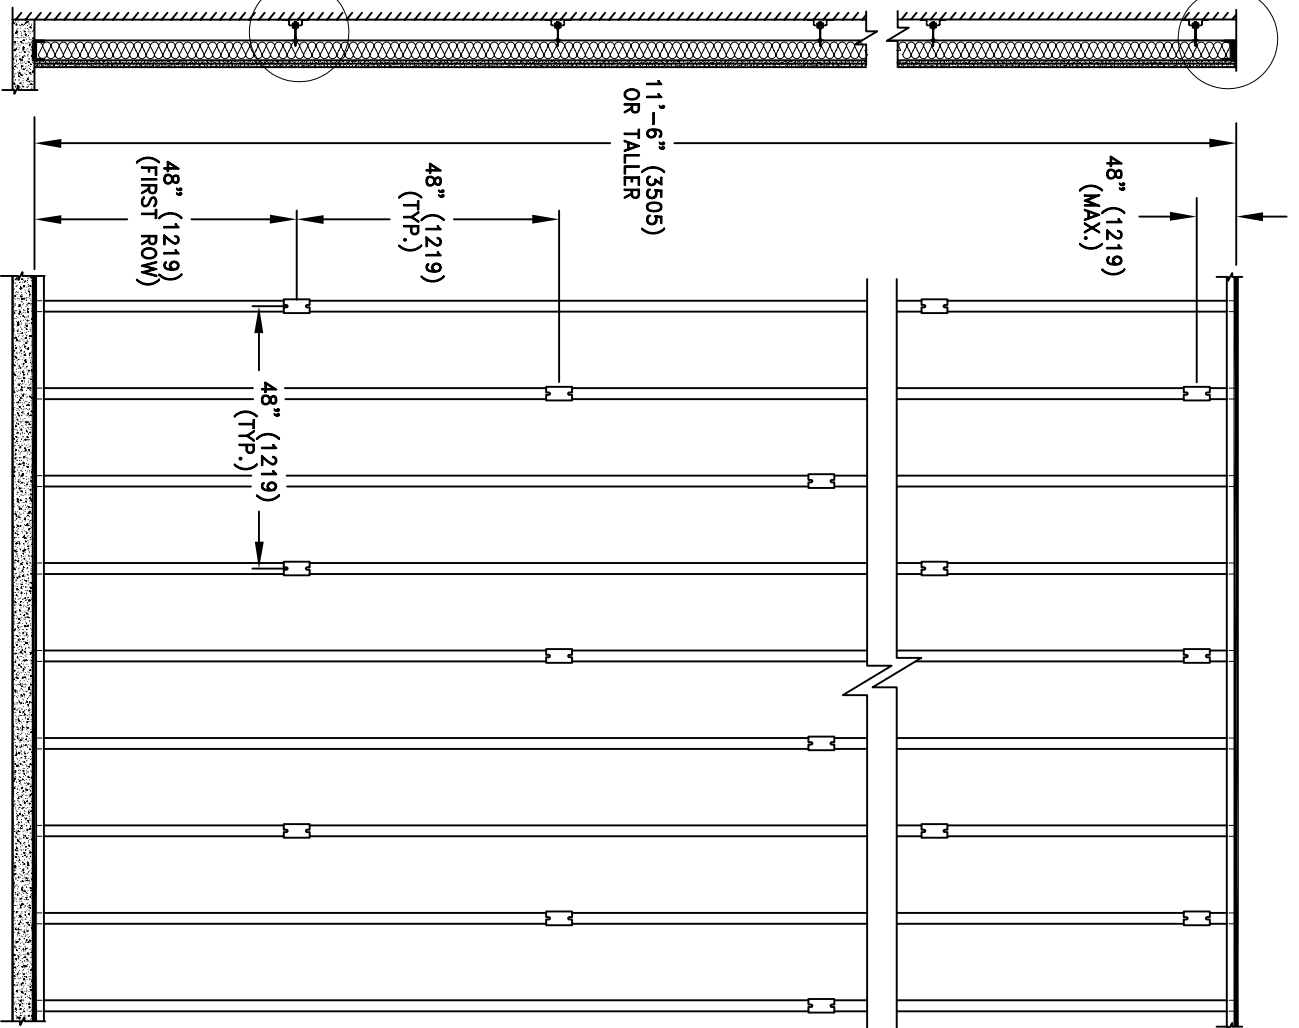 11'-6" (3505)
OR TALLER
48" (1219)
(MAX.)
48" (1219)
(TYP.)
48" (1219)
(FIRST ROW)
48" (1219)
(TYP.)